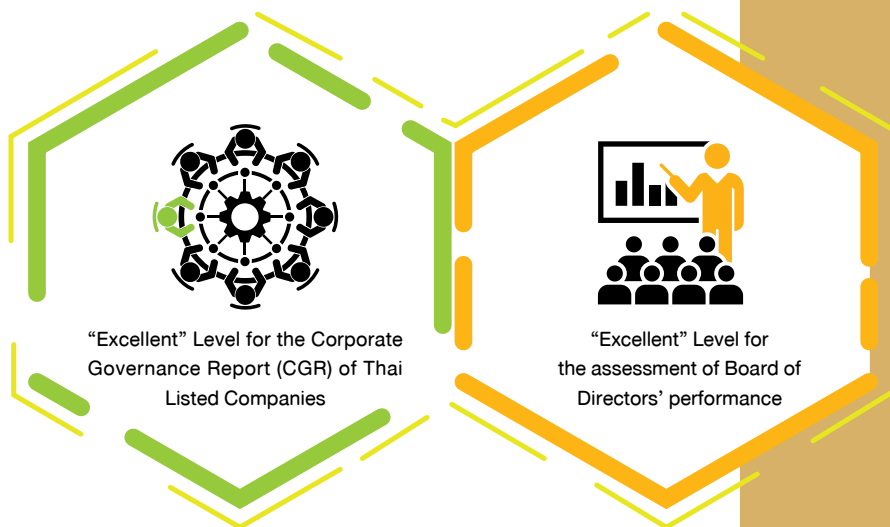 “Excellent” Level for the Corporate
Governance Report (CGR) of Thai
Listed Companies
“Excellent” Level for
the assessment of Board of
Directors’ performance